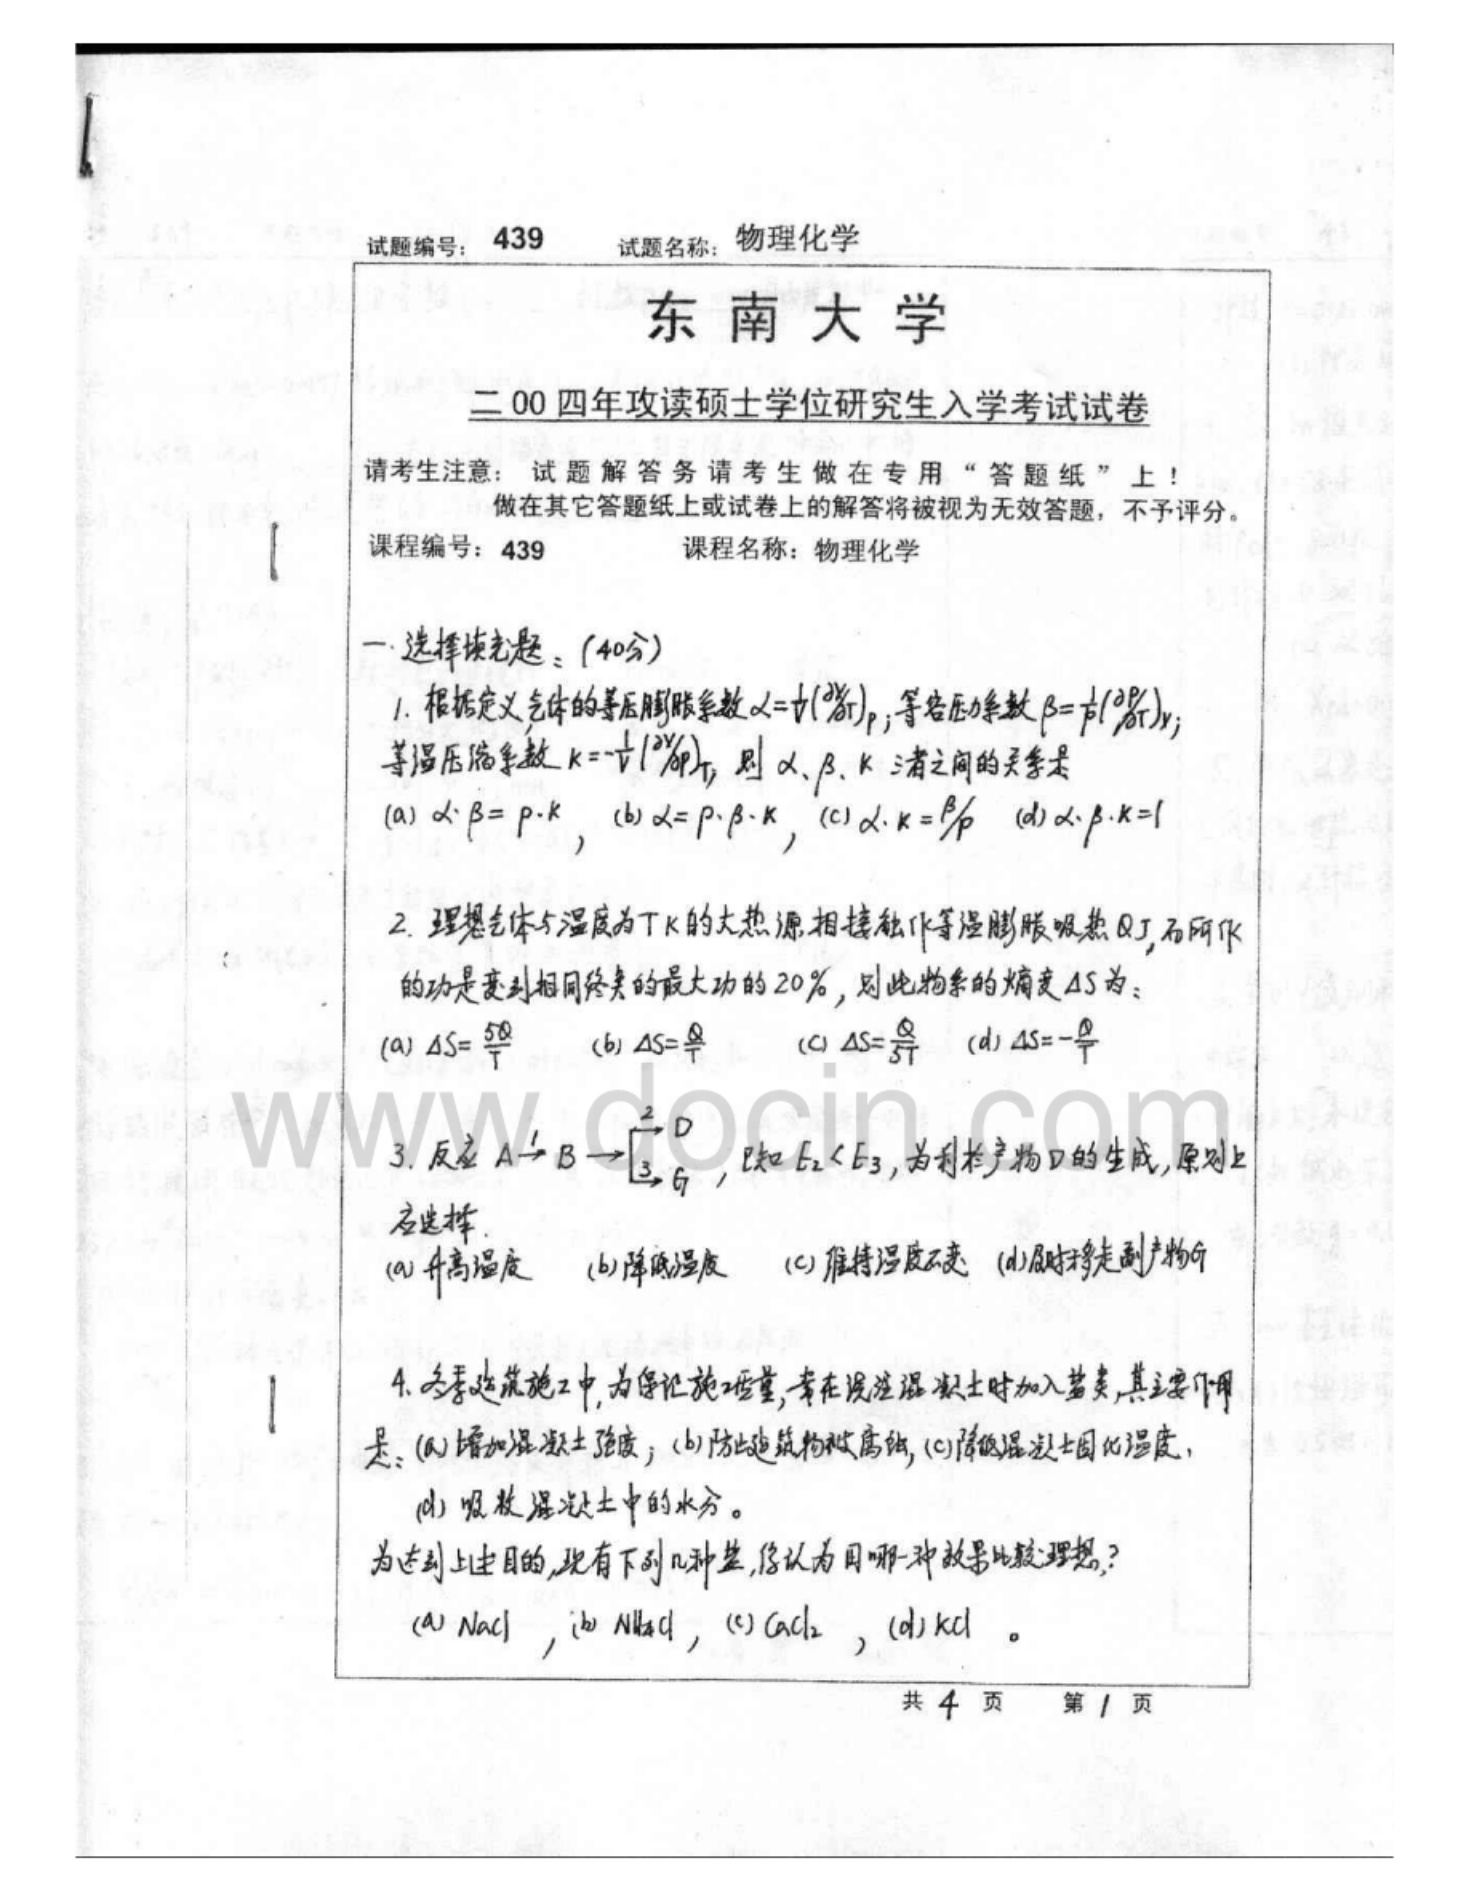 试题编号: 439 试题名称: 物理化学
东南大学
二00四年攻读硕士学位研究生入学考试试卷
请考生注意: 试题解答务请考生做在专用“答题纸”上!
做在其它答题纸上或试卷上的解答将被视为无效答题, 不予评分。
课程编号: 439 课程名称: 物理化学
一.选择填充题: (40分)
1. 根据定义,气体的等压膨胀系数α=1/V(∂V/∂T)p; 等容压力系数β=1/p(∂P/∂T)V;
等温压缩系数 K=-1/V(∂V/∂P)T, 则 α、β、K 三者之间的关系是
(a) α·β=p·K, (b) α=p·β·K, (c) α·K=β/p (d) α·β·K=1
2. 理想气体与温度为TK的大热源相接触作等温膨胀吸热QJ,而所作
的功是变到相同终态的最大功的20%, 则此物系的熵变ΔS为:
(a) ΔS=5Q/T (b) ΔS=Q/T (c) ΔS=Q/5T (d) ΔS=-Q/T
www.docin.com
3. 反应 A 1→ B → 2→ D 3→ G, 已知 E2<E3, 为利于产物D的生成, 原则上
应选择.
(a) 升高温度 (b) 降低温度 (c) 维持温度不变 (d) 及时移走副产物G
4. 冬季建筑施工中, 为保证施工质量, 常在浇注混凝土时加入盐类, 其主要作用
是: (a) 增加混凝土强度; (b) 防止建筑物被腐蚀, (c) 降低混凝土固化温度,
(d) 吸收混凝土中的水分。
为达到上述目的, 现有下列几种盐, 你认为用哪一种效果比较理想?
(a) NaCl, (b) NH4Cl, (c) CaCl2, (d) KCl 。
共 4 页 第 1 页